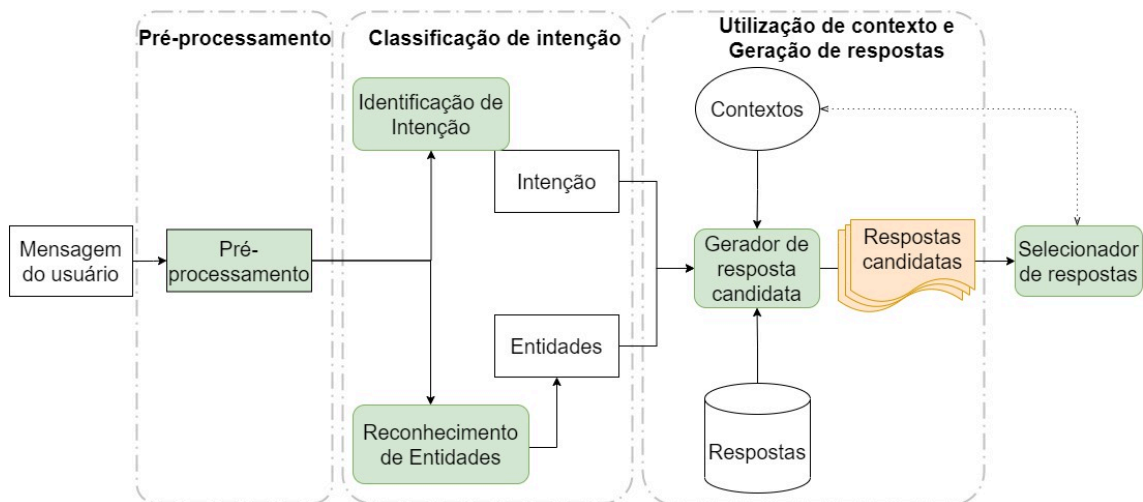 Pré-processamento
Classificação de intenção
Utilização de contexto e
Geração de respostas
Identificação de
Intenção
Contextos
Intenção
Mensagem
do usuário
Pré-
processamento
Gerador de
resposta
candidata
Respostas
candidatas
Selecionador
de respostas
Entidades
Reconhecimento
de Entidades
Respostas